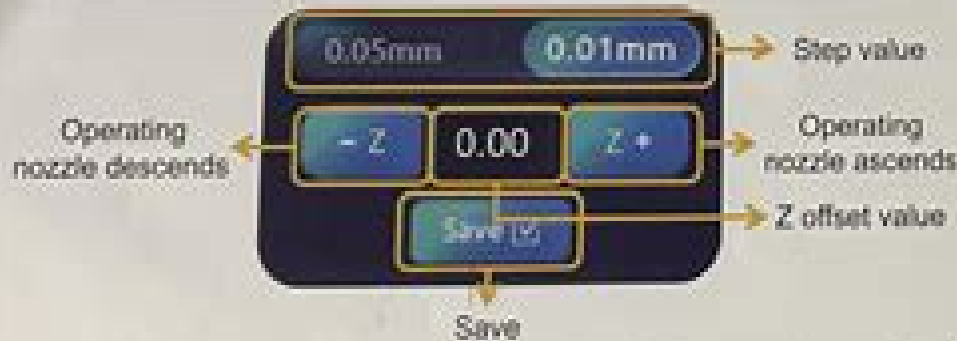 0.05mm 0.01mm
Step value
Operating
nozzle descends
- Z 0.00 Z +
Operating
nozzle ascends
Z offset value
Save
Save